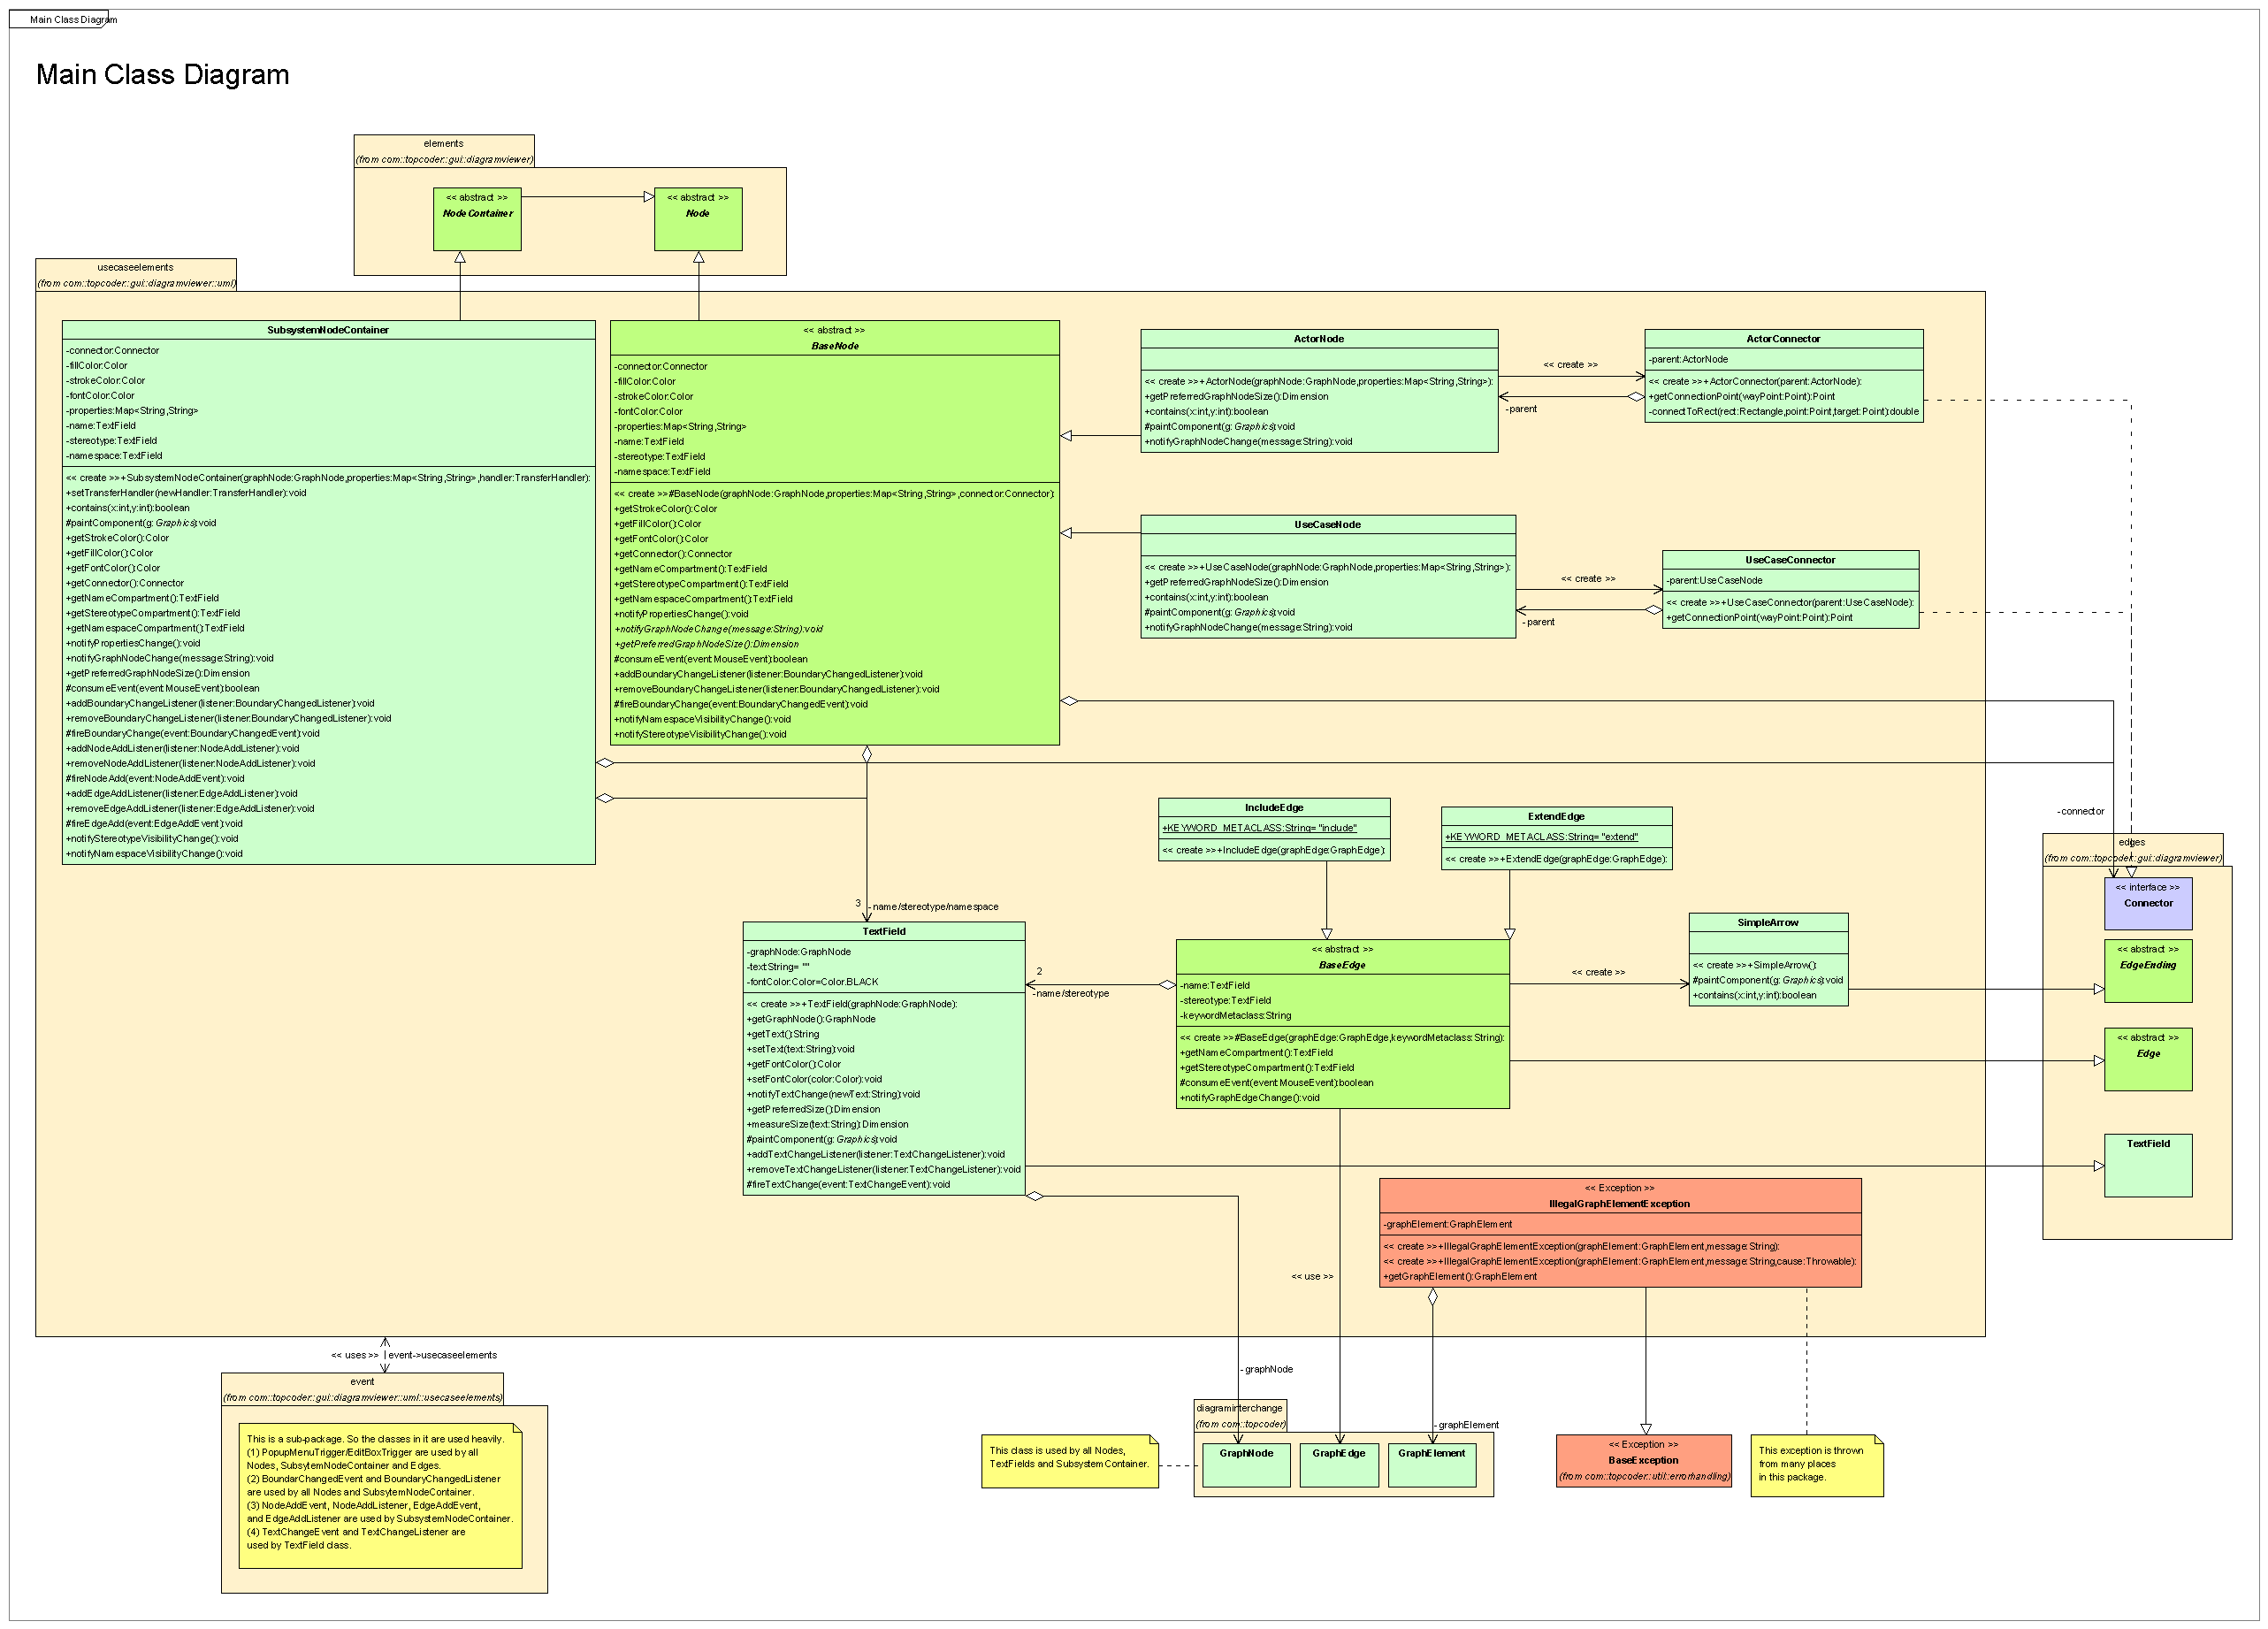 Main Class Diagram
Main Class Diagram
elements
(from com::topcoder::gui::diagramviewer)
<< abstract >>
NodeContainer
<< abstract >>
Node
usecaseelements
(from com::topcoder::gui::diagramviewer::uml)
SubsystemNodeContainer
-connector:Connector
-fillColor:Color
-strokeColor:Color
-fontColor:Color
-properties:Map<String,String>
-name:TextField
-stereotype:TextField
-namespace:TextField
<< create >>+SubsystemNodeContainer(graphNode:GraphNode,properties:Map<String,String>,handler:TransferHandler):
+setTransferHandler(newHandler:TransferHandler):void
+contains(x:int,y:int):boolean
#paintComponent(g: Graphics):void
+getStrokeColor():Color
+getFillColor():Color
+getFontColor():Color
+getConnector():Connector
+getNameCompartment():TextField
+getStereotypeCompartment():TextField
+getNamespaceCompartment():TextField
+notifyPropertiesChange():void
+notifyGraphNodeChange(message:String):void
+getPreferredGraphNodeSize():Dimension
#consumeEvent(event:MouseEvent):boolean
+addBoundaryChangeListener(listener:BoundaryChangedListener):void
+removeBoundaryChangeListener(listener:BoundaryChangedListener):void
#fireBoundaryChange(event:BoundaryChangedEvent):void
+addNodeAddListener(listener:NodeAddListener):void
+removeNodeAddListener(listener:NodeAddListener):void
#fireNodeAdd(event:NodeAddEvent):void
+addEdgeAddListener(listener:EdgeAddListener):void
+removeEdgeAddListener(listener:EdgeAddListener):void
#fireEdgeAdd(event:EdgeAddEvent):void
+notifyStereotypeVisibilityChange():void
+notifyNamespaceVisibilityChange():void
<< abstract >>
BaseNode
-connector:Connector
-fillColor:Color
-strokeColor:Color
-fontColor:Color
-properties:Map<String,String>
-name:TextField
-stereotype:TextField
-namespace:TextField
<< create >>#BaseNode(graphNode:GraphNode,properties:Map<String,String>,connector:Connector):
+getStrokeColor():Color
+getFillColor():Color
+getFontColor():Color
+getConnector():Connector
+getNameCompartment():TextField
+getStereotypeCompartment():TextField
+getNamespaceCompartment():TextField
+notifyPropertiesChange():void
+notifyGraphNodeChange(message:String):void
+getPreferredGraphNodeSize():Dimension
#consumeEvent(event:MouseEvent):boolean
+addBoundaryChangeListener(listener:BoundaryChangedListener):void
+removeBoundaryChangeListener(listener:BoundaryChangedListener):void
#fireBoundaryChange(event:BoundaryChangedEvent):void
+notifyNamespaceVisibilityChange():void
+notifyStereotypeVisibilityChange():void
ActorNode
<< create >>+ActorNode(graphNode:GraphNode,properties:Map<String,String>):
+getPreferredGraphNodeSize():Dimension
+contains(x:int,y:int):boolean
#paintComponent(g: Graphics):void
+notifyGraphNodeChange(message:String):void
<< create >>
-parent
ActorConnector
-parent:ActorNode
<< create >>+ActorConnector(parent:ActorNode):
+getConnectionPoint(wayPoint:Point):Point
-connectToRect(rect:Rectangle,point:Point,target:Point):double
UseCaseNode
<< create >>+UseCaseNode(graphNode:GraphNode,properties:Map<String,String>):
+getPreferredGraphNodeSize():Dimension
+contains(x:int,y:int):boolean
#paintComponent(g: Graphics):void
+notifyGraphNodeChange(message:String):void
<< create >>
-parent
UseCaseConnector
-parent:UseCaseNode
<< create >>+UseCaseConnector(parent:UseCaseNode):
+getConnectionPoint(wayPoint:Point):Point
IncludeEdge
+KEYWORD_METACLASS:String= "include"
<< create >>+IncludeEdge(graphEdge:GraphEdge):
ExtendEdge
+KEYWORD_METACLASS:String= "extend"
<< create >>+ExtendEdge(graphEdge:GraphEdge):
-connector
edges
(from com::topcoder::gui::diagramviewer)
<< interface >>
Connector
<< abstract >>
EdgeEnding
<< abstract >>
Edge
TextField
3
-name/stereotype/namespace
TextField
-graphNode:GraphNode
-text:String= ""
-fontColor:Color=Color.BLACK
<< create >>+TextField(graphNode:GraphNode):
+getGraphNode():GraphNode
+getText():String
+setText(text:String):void
+getFontColor():Color
+setFontColor(color:Color):void
+notifyTextChange(newText:String):void
+getPreferredSize():Dimension
+measureSize(text:String):Dimension
#paintComponent(g: Graphics):void
+addTextChangeListener(listener:TextChangeListener):void
+removeTextChangeListener(listener:TextChangeListener):void
#fireTextChange(event:TextChangeEvent):void
2
-name/stereotype
<< abstract >>
BaseEdge
-name:TextField
-stereotype:TextField
-keywordMetaclass:String
<< create >>#BaseEdge(graphEdge:GraphEdge,keywordMetaclass:String):
+getNameCompartment():TextField
+getStereotypeCompartment():TextField
#consumeEvent(event:MouseEvent):boolean
+notifyGraphEdgeChange():void
<< create >>
SimpleArrow
<< create >>+SimpleArrow():
#paintComponent(g: Graphics):void
+contains(x:int,y:int):boolean
<< Exception >>
IllegalGraphElementException
-graphElement:GraphElement
<< create >>+IllegalGraphElementException(graphElement:GraphElement,message:String):
<< create >>+IllegalGraphElementException(graphElement:GraphElement,message:String,cause:Throwable):
+getGraphElement():GraphElement
<< use >>
<< uses >>
event->usecaseelements
event
(from com::topcoder::gui::diagramviewer::uml::usecaseelements)
This is a sub-package. So the classes in it are used heavily.
(1) PopupMenuTrigger/EditBoxTrigger are used by all
Nodes, SubsytemNodeContainer and Edges.
(2) BoundarChangedEvent and BoundaryChangedListener
are used by all Nodes and SubsytemNodeContainer.
(3) NodeAddEvent, NodeAddListener, EdgeAddEvent,
and EdgeAddListener are used by SubsystemNodeContainer.
(4) TextChangeEvent and TextChangeListener are
used by TextField class.
-graphNode
diagraminterchange
(from com::topcoder)
-graphElement
GraphNode
GraphEdge
GraphElement
This class is used by all Nodes,
TextFields and SubsystemContainer.
<< Exception >>
BaseException
(from com::topcoder::util::errorhandling)
This exception is thrown
from many places
in this package.